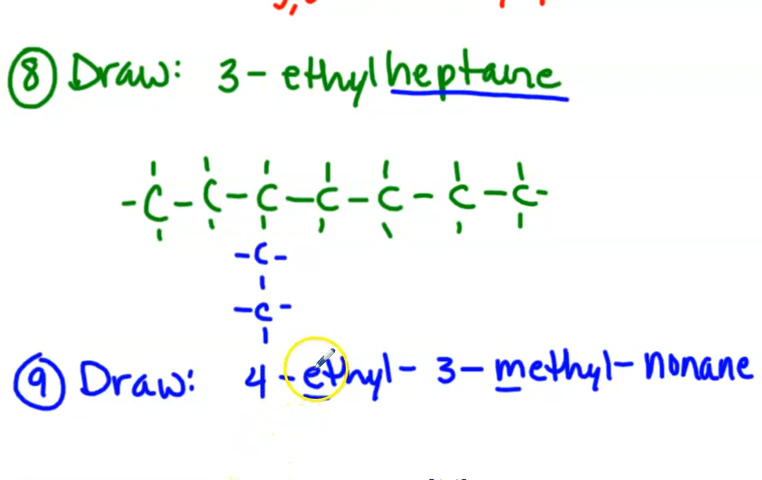 8 Draw: 3-ethylheptane
-C-C-C-C-C-C-C-
-C-
-C-
9 Draw: 4-ethyl-3-methyl-nonane